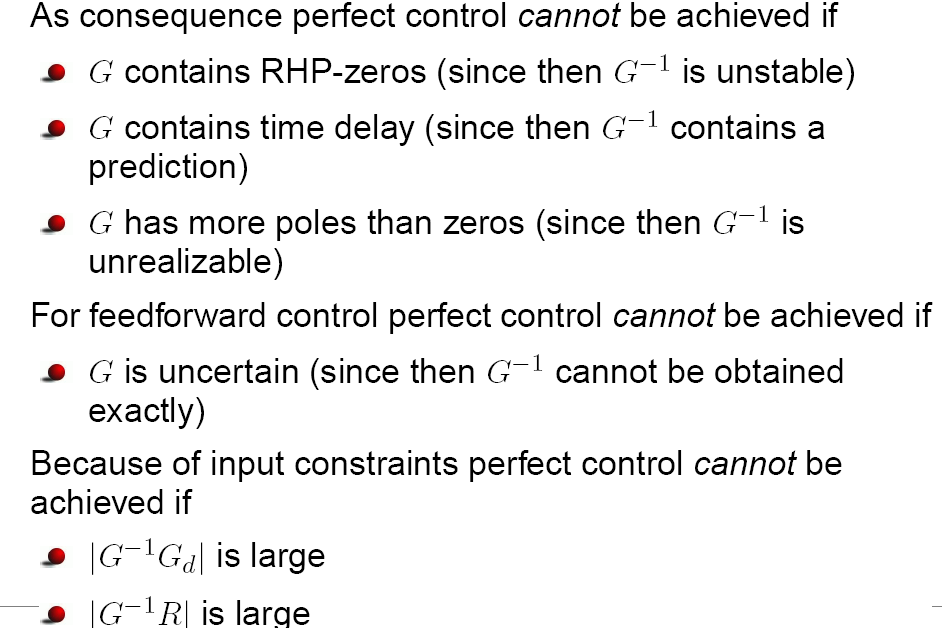 As consequence perfect control cannot be achieved if
G contains RHP-zeros (since then G⁻¹ is unstable)
G contains time delay (since then G⁻¹ contains a
prediction)
G has more poles than zeros (since then G⁻¹ is
unrealizable)
For feedforward control perfect control cannot be achieved if
G is uncertain (since then G⁻¹ cannot be obtained
exactly)
Because of input constraints perfect control cannot be
achieved if
|G⁻¹G_d| is large
|G⁻¹R| is large